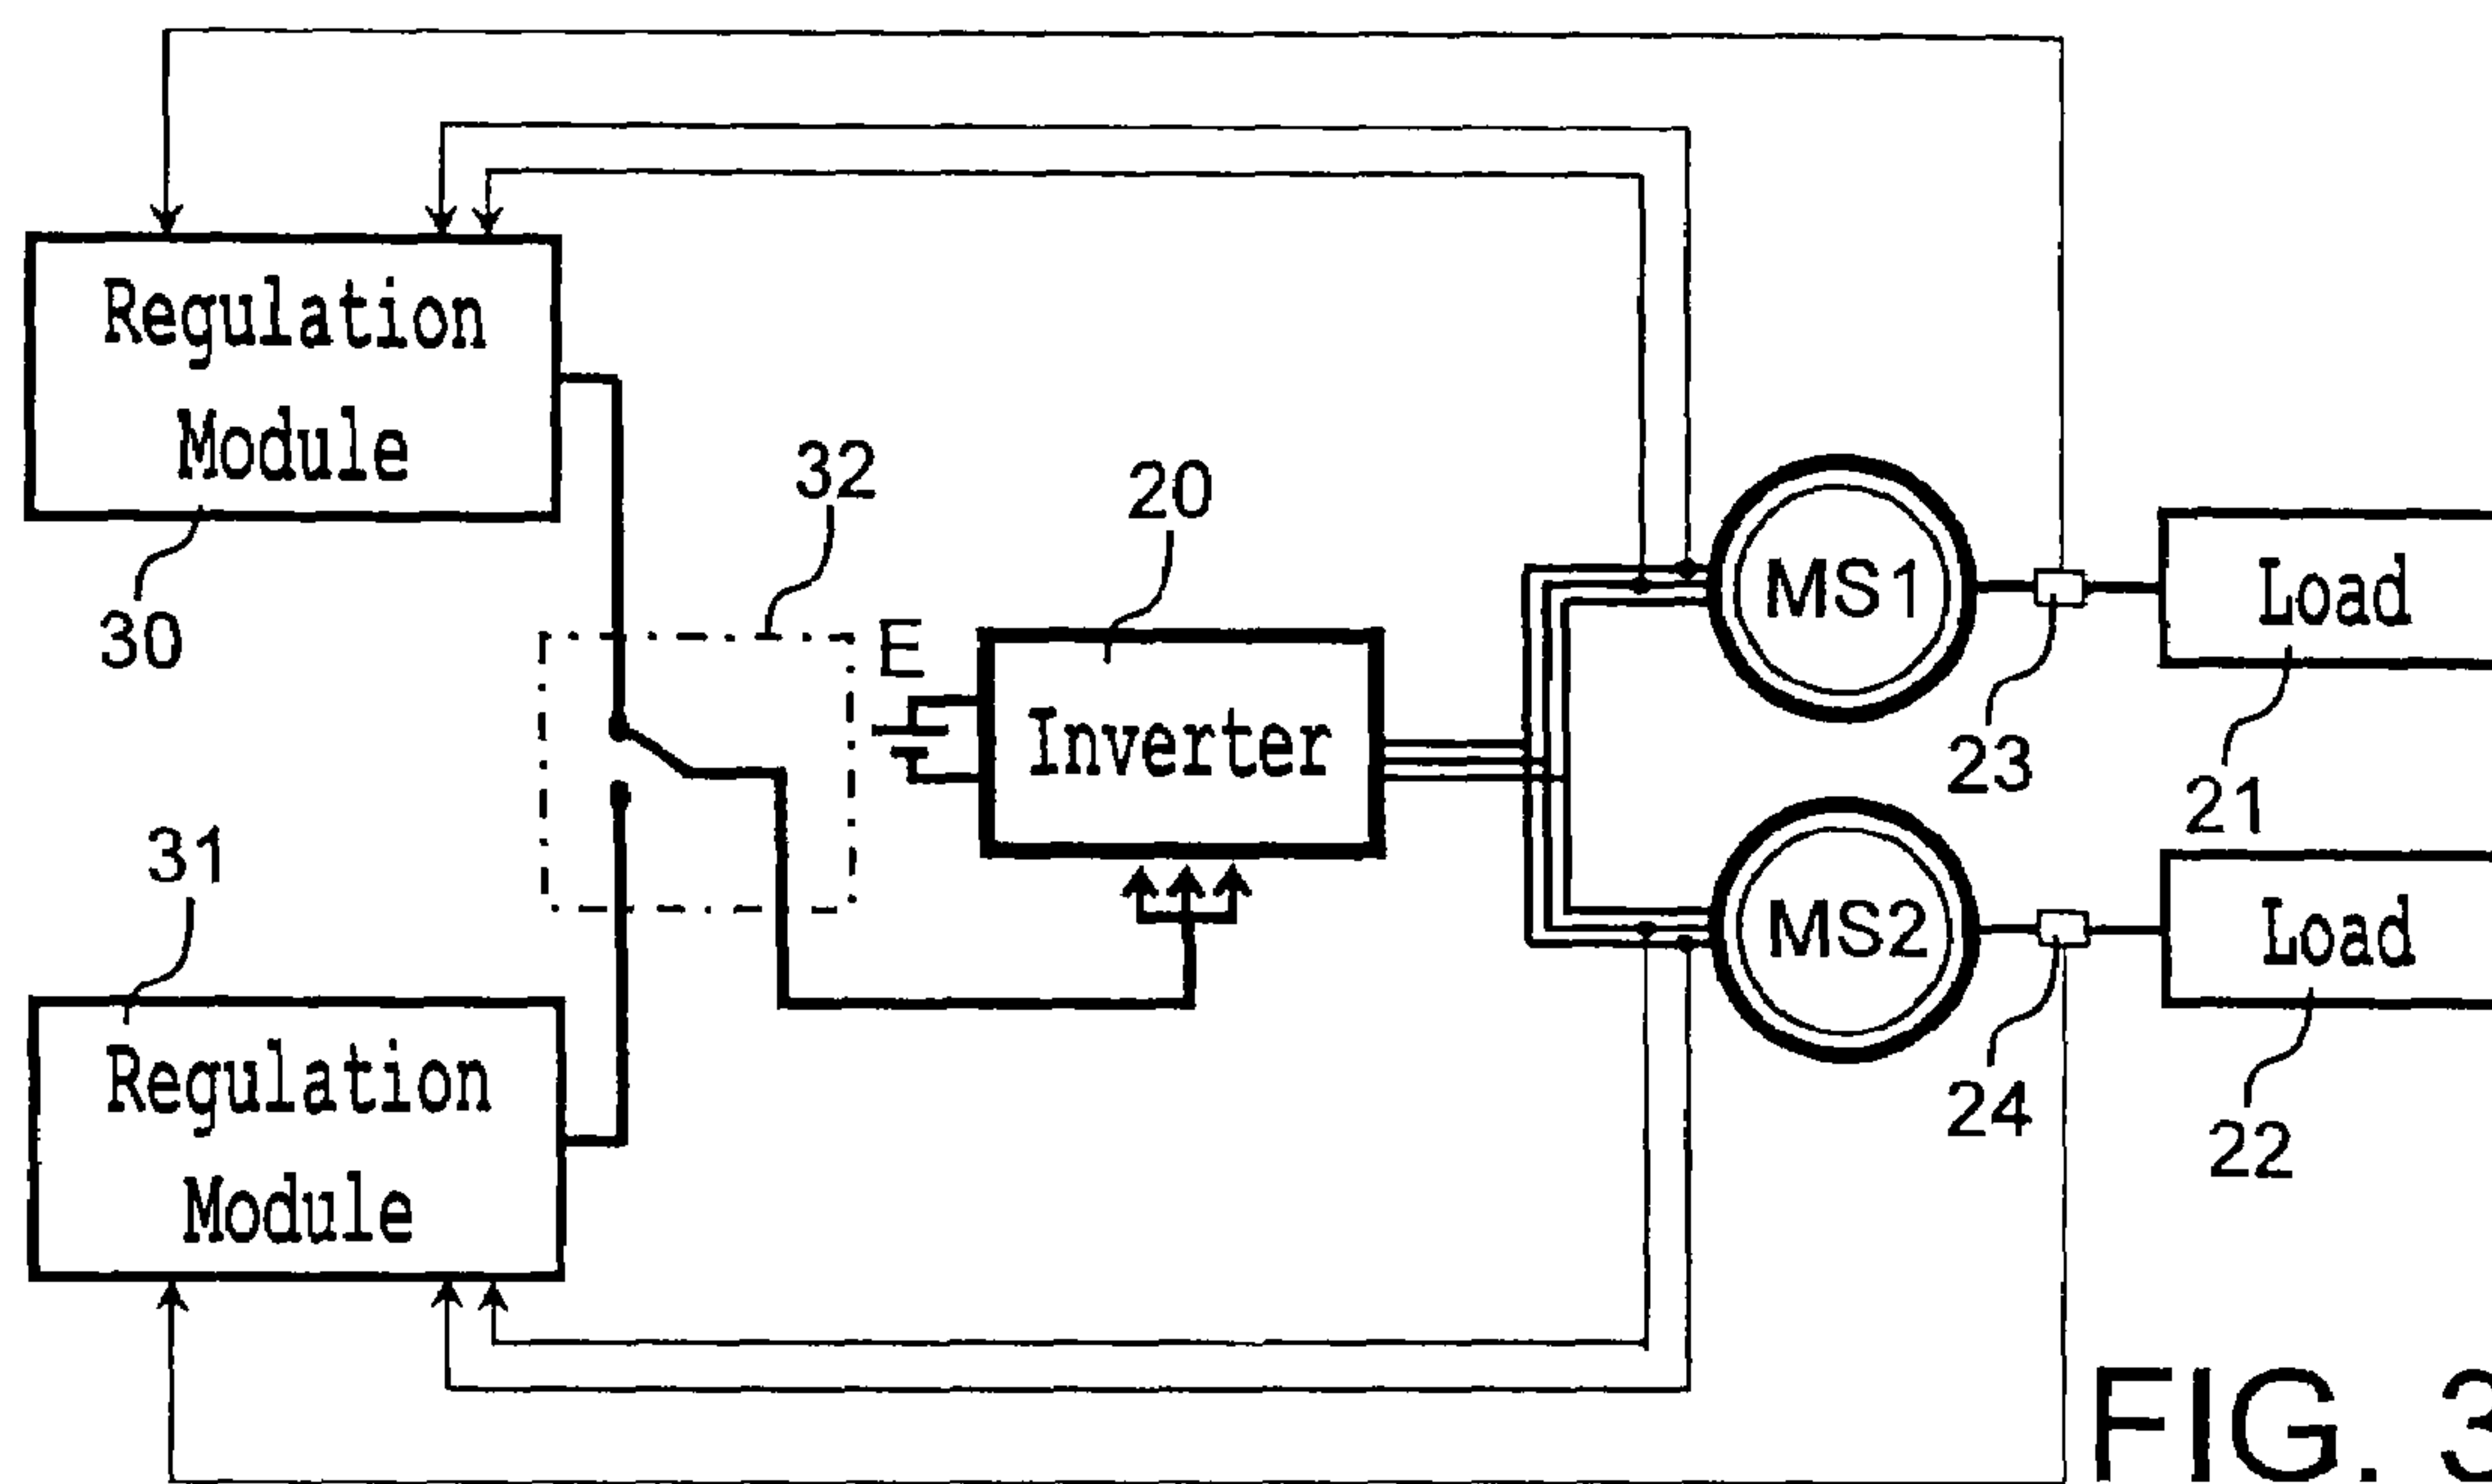 Regulation
Module
30
32
20
E
Inverter
MS1
Load
23
21
31
Regulation
Module
MS2
Load
24
22
FIG. 3